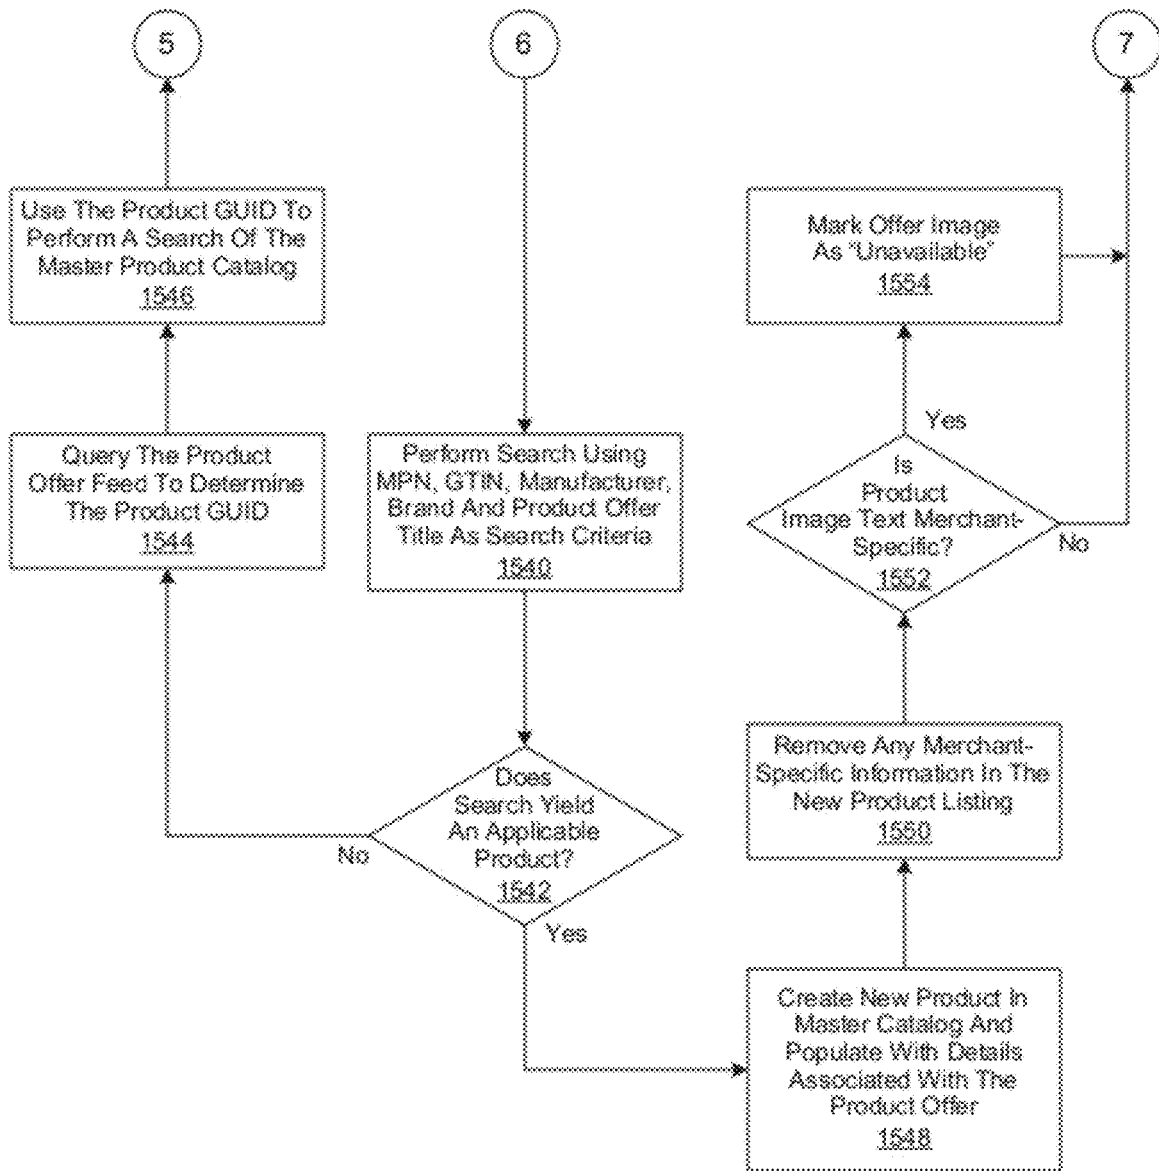 5
6
7
Use The Product GUID To
Perform A Search Of The
Master Product Catalog
1546
Mark Offer Image
As "Unavailable"
1554
Query The Product
Offer Feed To Determine
The Product GUID
1544
Perform Search Using
MPN, GTIN, Manufacturer,
Brand And Product Offer
Title As Search Criteria
1540
Yes
Is
Product
Image Text Merchant-
Specific?
1552
No
Does
Search Yield
An Applicable
Product?
1542
No
Yes
Remove Any Merchant-
Specific Information In The
New Product Listing
1550
Create New Product In
Master Catalog And
Populate With Details
Associated With The
Product Offer
1548